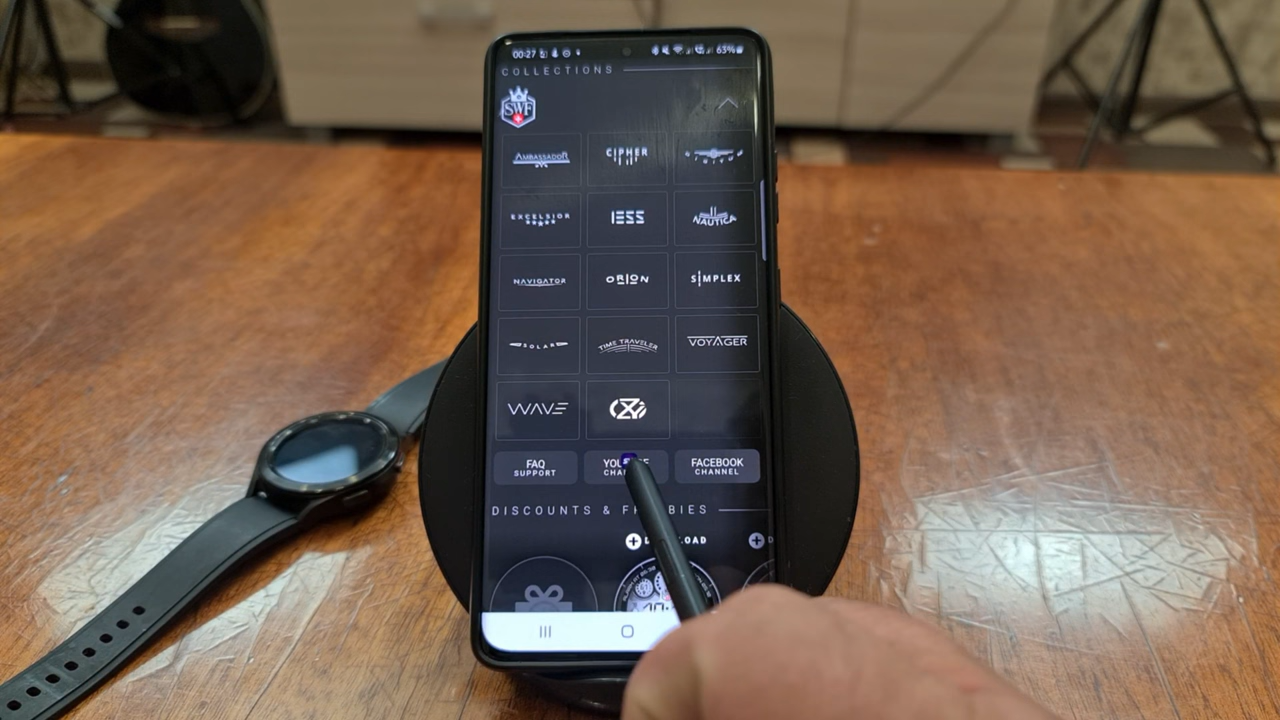 00:27
63%
COLLECTIONS
SWF
AMBASSADOR
CIPHER
EXCELSIOR
IESS
NAUTICA
NAVIGATOR
ORION
SIMPLEX
SOLAR
TIME TRAVELER
VOYAGER
WAVE
FAQ
SUPPORT
FACEBOOK
CHANNEL
DISCOUNTS &